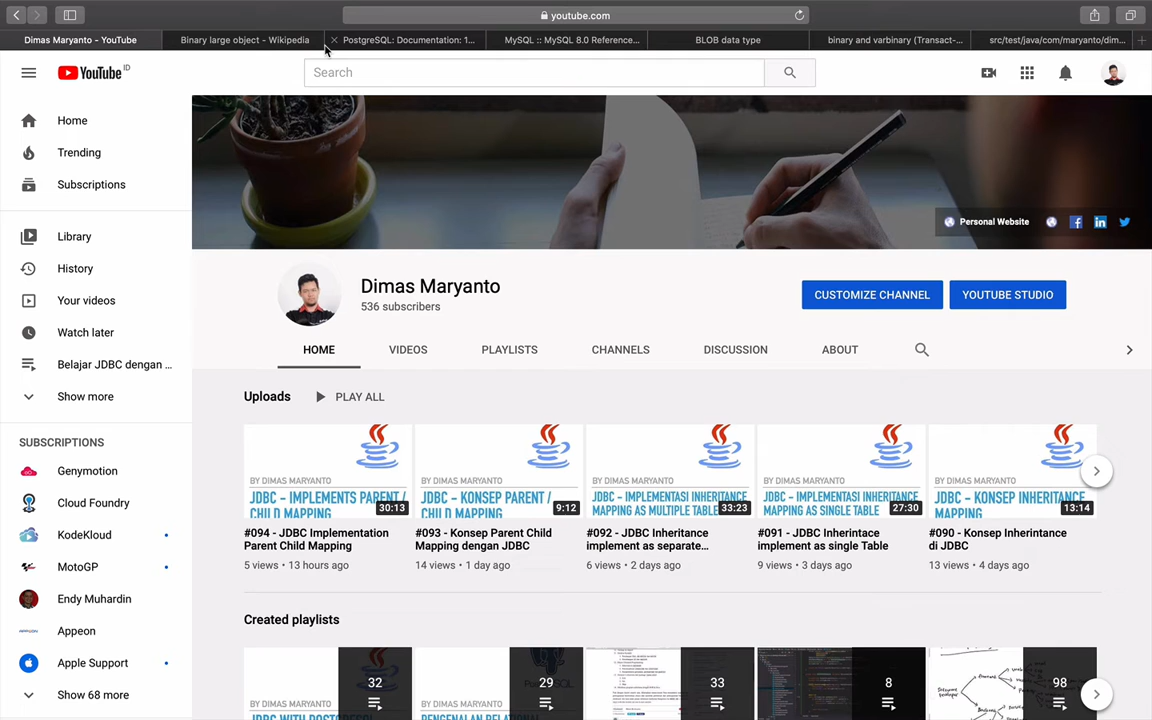 youtube.com
Dimas Maryanto - YouTube
Binary large object - Wikipedia
PostgreSQL: Documentation: 1...
MySQL :: MySQL 8.0 Reference...
BLOB data type
binary and varbinary (Transact-...
src/test/java/com/maryanto/dim...
YouTube ID
Search
Home
Trending
Subscriptions
Library
History
Your videos
Watch later
Belajar JDBC dengan ...
Show more
SUBSCRIPTIONS
Genymotion
Cloud Foundry
KodeKloud
MotoGP
Endy Muhardin
Appeon
Apple Support
Show 68 more
Personal Website
Dimas Maryanto
536 subscribers
CUSTOMIZE CHANNEL
YOUTUBE STUDIO
HOME
VIDEOS
PLAYLISTS
CHANNELS
DISCUSSION
ABOUT
Uploads
PLAY ALL
BY DIMAS MARYANTO
JDBC - IMPLEMENTS PARENT /
CHILD MAPPING
30:13
#094 - JDBC Implementation
Parent Child Mapping
5 views • 13 hours ago
BY DIMAS MARYANTO
JDBC - KONSEP PARENT /
CHILD MAPPING
9:12
#093 - Konsep Parent Child
Mapping dengan JDBC
14 views • 1 day ago
BY DIMAS MARYANTO
JDBC - IMPLEMENTASI INHERITANCE
MAPPING AS MULTIPLE TABLE
33:23
#092 - JDBC Inheritance
implement as separate...
6 views • 2 days ago
BY DIMAS MARYANTO
JDBC - IMPLEMENTASI INHERITANCE
MAPPING AS SINGLE TABLE
27:30
#091 - JDBC Inherintace
implement as single Table
9 views • 3 days ago
BY DIMAS MARYANTO
JDBC - KONSEP INHERITANCE
MAPPING
13:14
#090 - Konsep Inherintance
di JDBC
13 views • 4 days ago
Created playlists
32
29
33
8
98
BY DIMAS MARYANTO
BY DIMAS MARYANTO